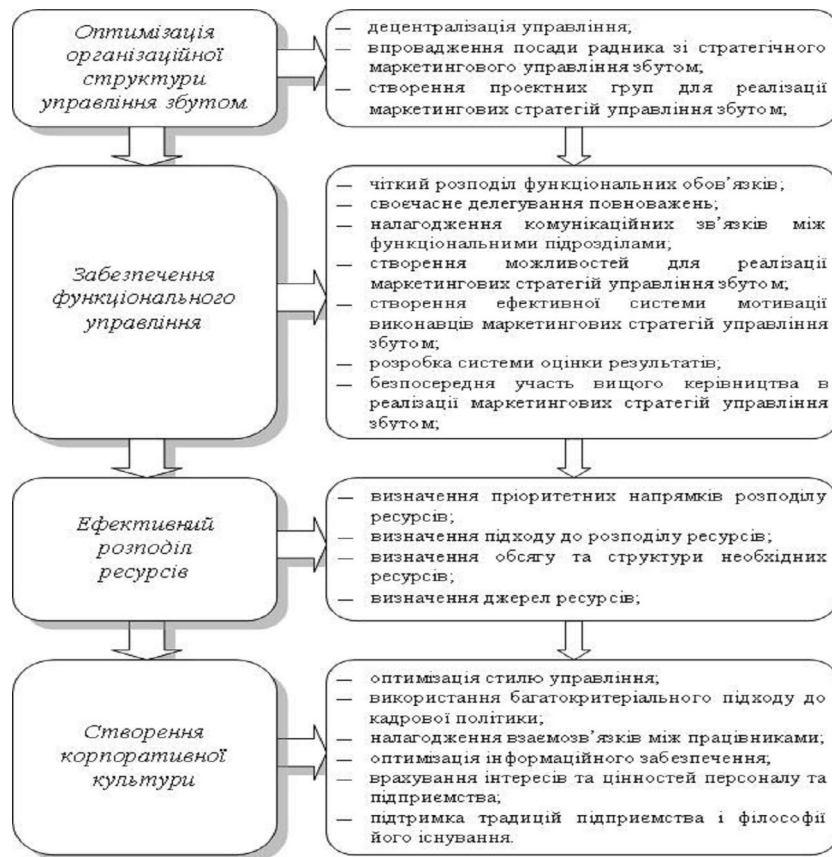 Оптимізація
організаційної
структури
управління збутом
— децентралізація управління;
— впровадження посади радника зі стратегічного
маркетингового управління збутом;
— створення проектних груп для реалізації
маркетингових стратегій управління збутом;
Забезпечення
функціонального
управління
— чіткий розподіл функціональних обов’язків;
— своєчасне делегування повноважень;
— налагодження комунікаційних зв’язків між
функціональними підрозділами;
— створення можливостей для реалізації
маркетингових стратегій управління збутом;
— створення ефективної системи мотивації
виконавців маркетингових стратегій управління
збутом;
— розробка системи оцінки результатів;
— безпосередня участь вищого керівництва в
реалізації маркетингових стратегій управління
збутом;
Ефективний
розподіл
ресурсів
— визначення пріоритетних напрямків розподілу
ресурсів;
— визначення підходу до розподілу ресурсів;
— визначення обсягу та структури необхідних
ресурсів;
— визначення джерел ресурсів;
Створення
корпоративної
культури
— оптимізація стилю управління;
— використання багатокритеріального підходу до
кадрової політики;
— налагодження взаємозв’язків між працівниками;
— оптимізація інформаційного забезпечення;
— врахування інтересів та цінностей персоналу та
підприємства;
— підтримка традицій підприємства і філософії
його існування.